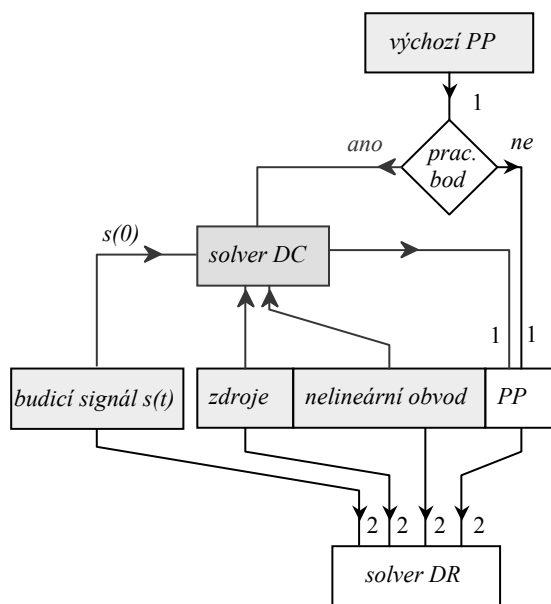 výchozí PP
1
ano
prac.
bod
ne
s(0)
solver DC
1 1
budicí signál s(t) zdroje nelineární obvod PP
2 2 2 2
solver DR